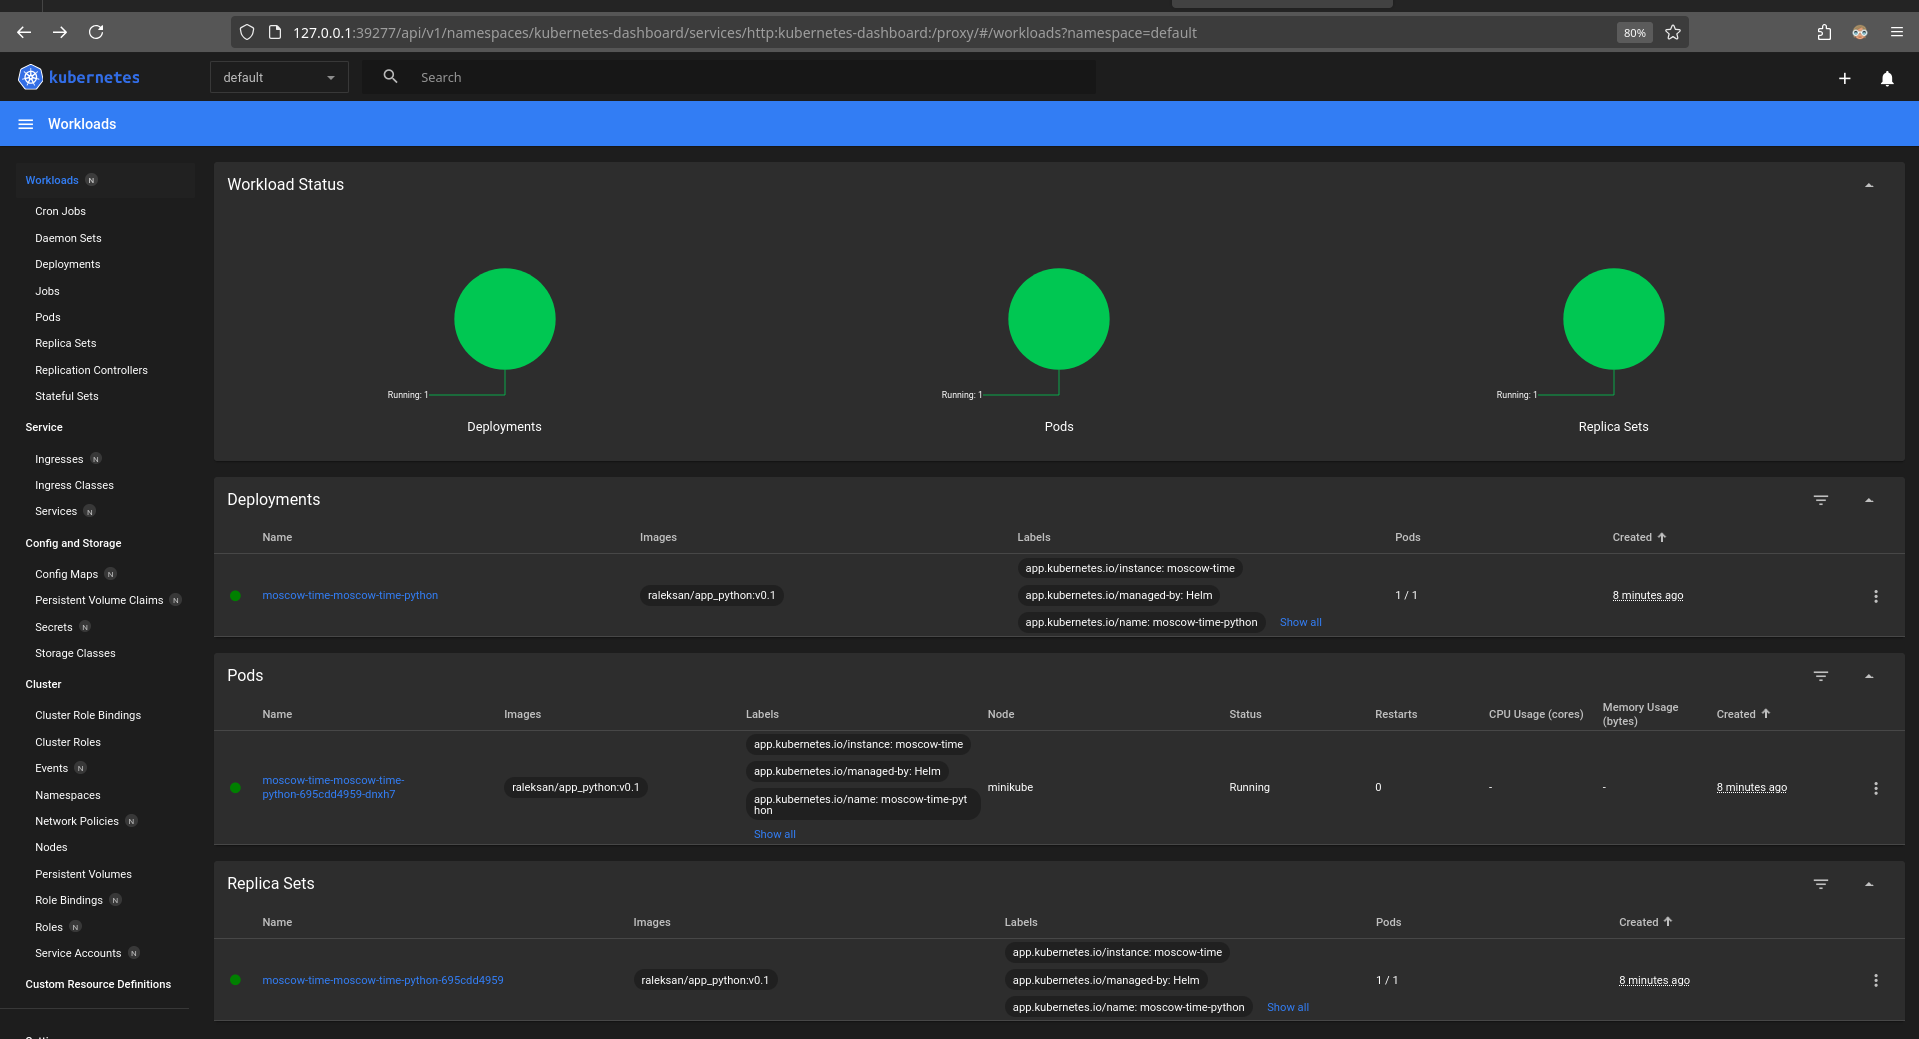 127.0.0.1:39277/api/v1/namespaces/kubernetes-dashboard/services/http:kubernetes-dashboard:/proxy/#/workloads?namespace=default
80%
kubernetes
default
Search
Workloads
Workloads N
Cron Jobs
Daemon Sets
Deployments
Jobs
Pods
Replica Sets
Replication Controllers
Stateful Sets
Service
Ingresses N
Ingress Classes
Services N
Config and Storage
Config Maps N
Persistent Volume Claims N
Secrets N
Storage Classes
Cluster
Cluster Role Bindings
Cluster Roles
Events N
Namespaces
Network Policies N
Nodes
Persistent Volumes
Role Bindings N
Roles N
Service Accounts N
Custom Resource Definitions
Workload Status
Running: 1
Deployments
Running: 1
Pods
Running: 1
Replica Sets
Deployments
Name Images Labels Pods Created
moscow-time-moscow-time-python
raleksan/app_python:v0.1
app.kubernetes.io/instance: moscow-time
app.kubernetes.io/managed-by: Helm
app.kubernetes.io/name: moscow-time-python
Show all
1 / 1
8 minutes ago
Pods
Name Images Labels Node Status Restarts CPU Usage (cores) Memory Usage
(bytes)
Created
moscow-time-moscow-time-
python-695cdd4959-dnxh7
raleksan/app_python:v0.1
app.kubernetes.io/instance: moscow-time
app.kubernetes.io/managed-by: Helm
app.kubernetes.io/name: moscow-time-pyt
hon
Show all
minikube
Running
0
-
-
8 minutes ago
Replica Sets
Name Images Labels Pods Created
moscow-time-moscow-time-python-695cdd4959
raleksan/app_python:v0.1
app.kubernetes.io/instance: moscow-time
app.kubernetes.io/managed-by: Helm
app.kubernetes.io/name: moscow-time-python
Show all
1 / 1
8 minutes ago